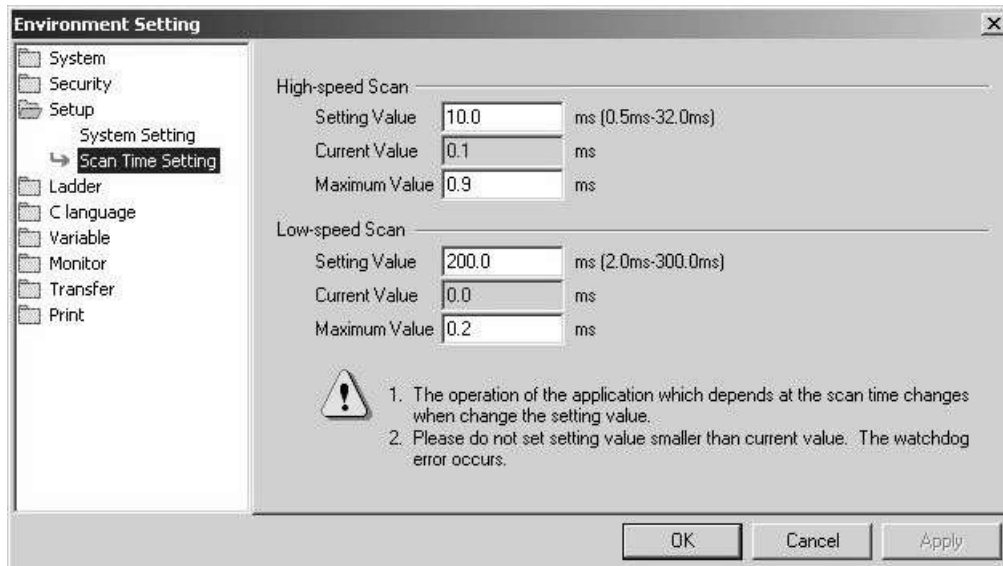 Environment Setting
System
Security
Setup
System Setting
Scan Time Setting
Ladder
C language
Variable
Monitor
Transfer
Print
High-speed Scan
Setting Value 10.0 ms (0.5ms-32.0ms)
Current Value 0.1 ms
Maximum Value 0.9 ms
Low-speed Scan
Setting Value 200.0 ms (2.0ms-300.0ms)
Current Value 0.0 ms
Maximum Value 0.2 ms
1. The operation of the application which depends at the scan time changes
when change the setting value.
2. Please do not set setting value smaller than current value. The watchdog
error occurs.
OK Cancel Apply